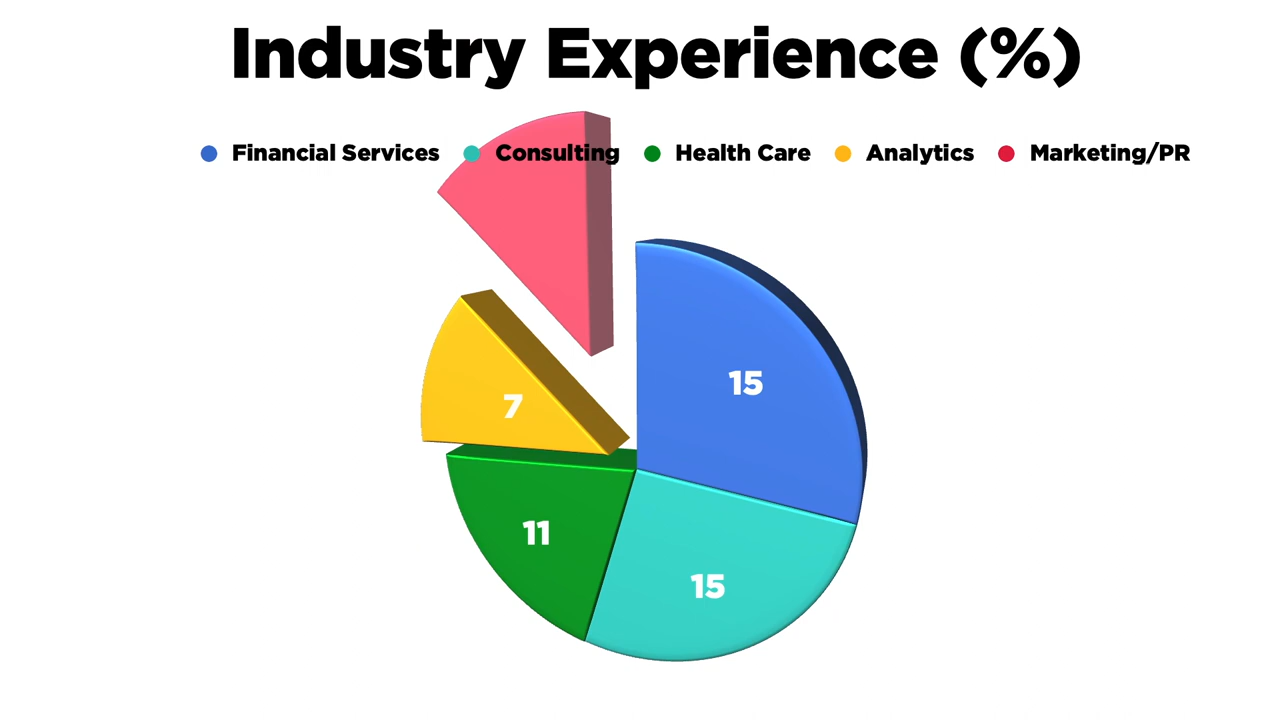 Industry Experience (%)
Financial Services Consulting Health Care Analytics Marketing/PR
15
7
11
15